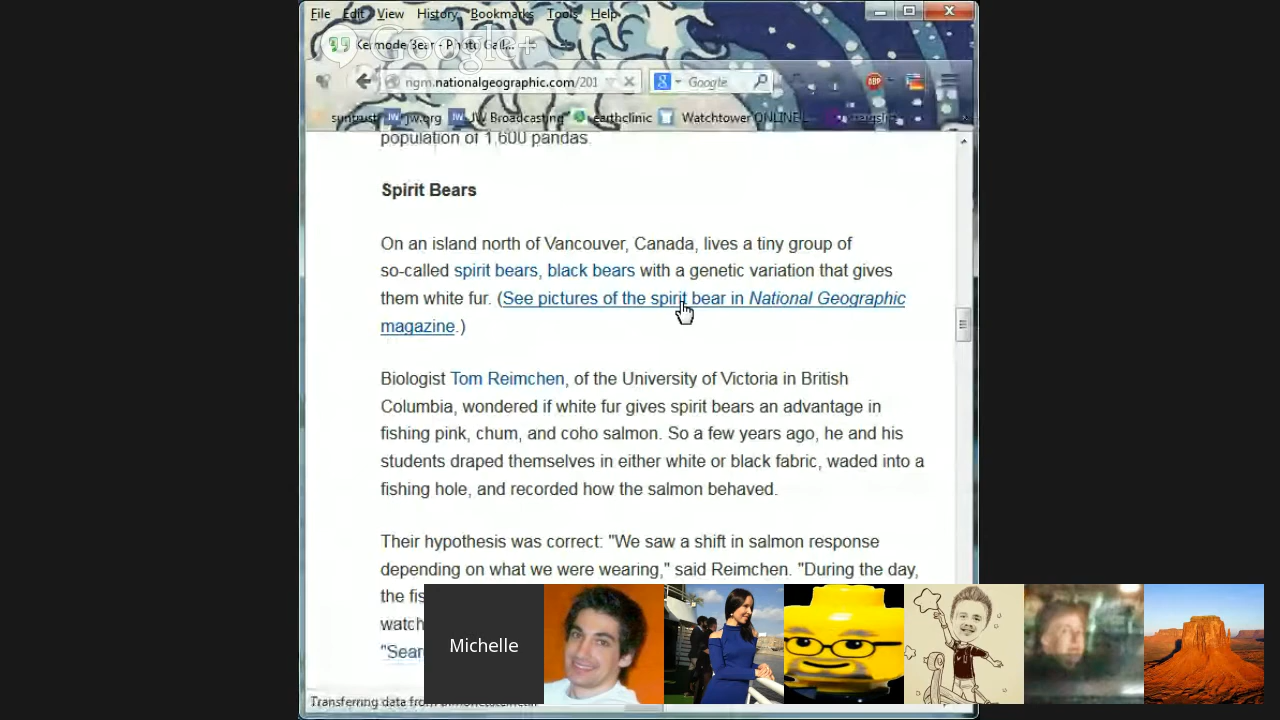 File Edit View History Bookmarks Tools Help
Kermode Bear - Photo Gall...
Google+
ngm.nationalgeographic.com/201
Google
ABP
suntrust jw.org JW Broadcasting earthclinic Watchtower ONLINE
population of 1,600 pandas.
Spirit Bears
On an island north of Vancouver, Canada, lives a tiny group of
so-called spirit bears, black bears with a genetic variation that gives
them white fur. (See pictures of the spirit bear in National Geographic
magazine.)
Biologist Tom Reimchen, of the University of Victoria in British
Columbia, wondered if white fur gives spirit bears an advantage in
fishing pink, chum, and coho salmon. So a few years ago, he and his
students draped themselves in either white or black fabric, waded into a
fishing hole, and recorded how the salmon behaved.
Their hypothesis was correct: "We saw a shift in salmon response
depending on what we were wearing," said Reimchen. "During the day,
the fis
watch
"Sear
Michelle
Transferring data from